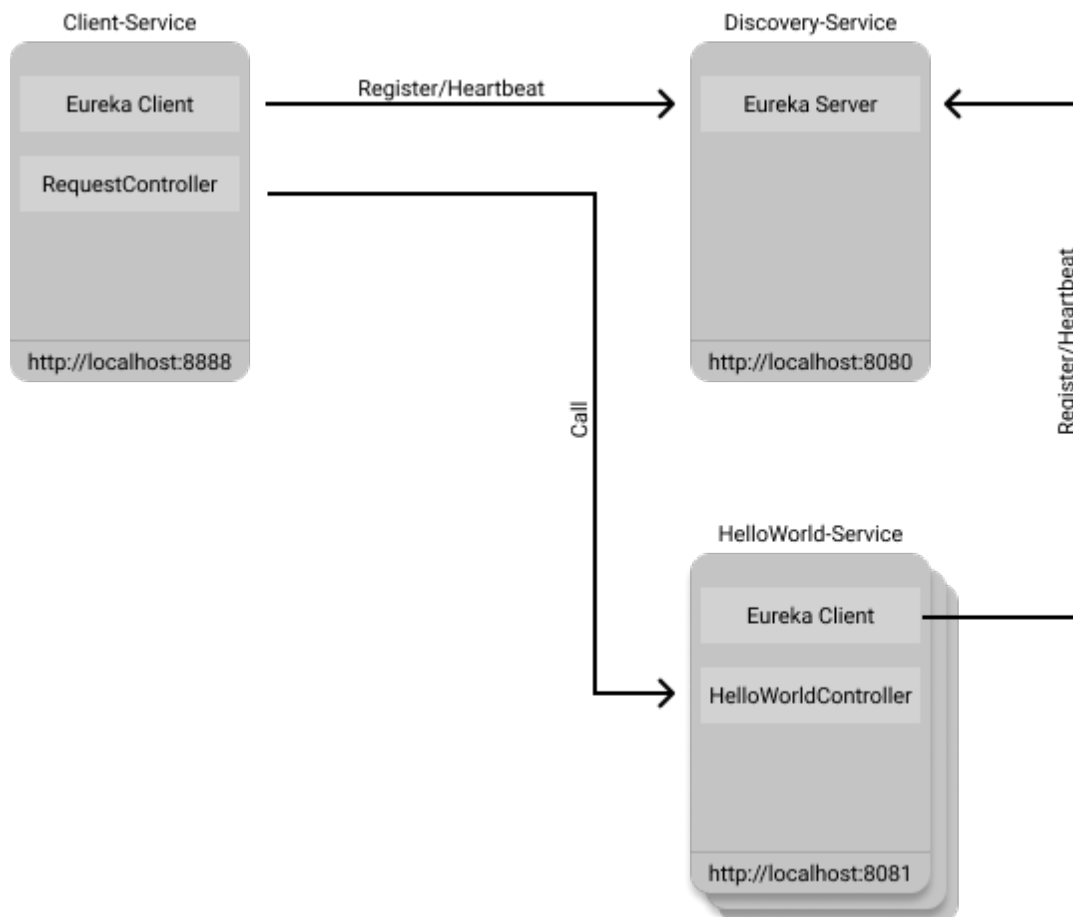 Client-Service
Eureka Client
RequestController
http://localhost:8888
Register/Heartbeat
Discovery-Service
Eureka Server
http://localhost:8080
Register/Heartbeat
Call
HelloWorld-Service
Eureka Client
HelloWorldController
http://localhost:8081